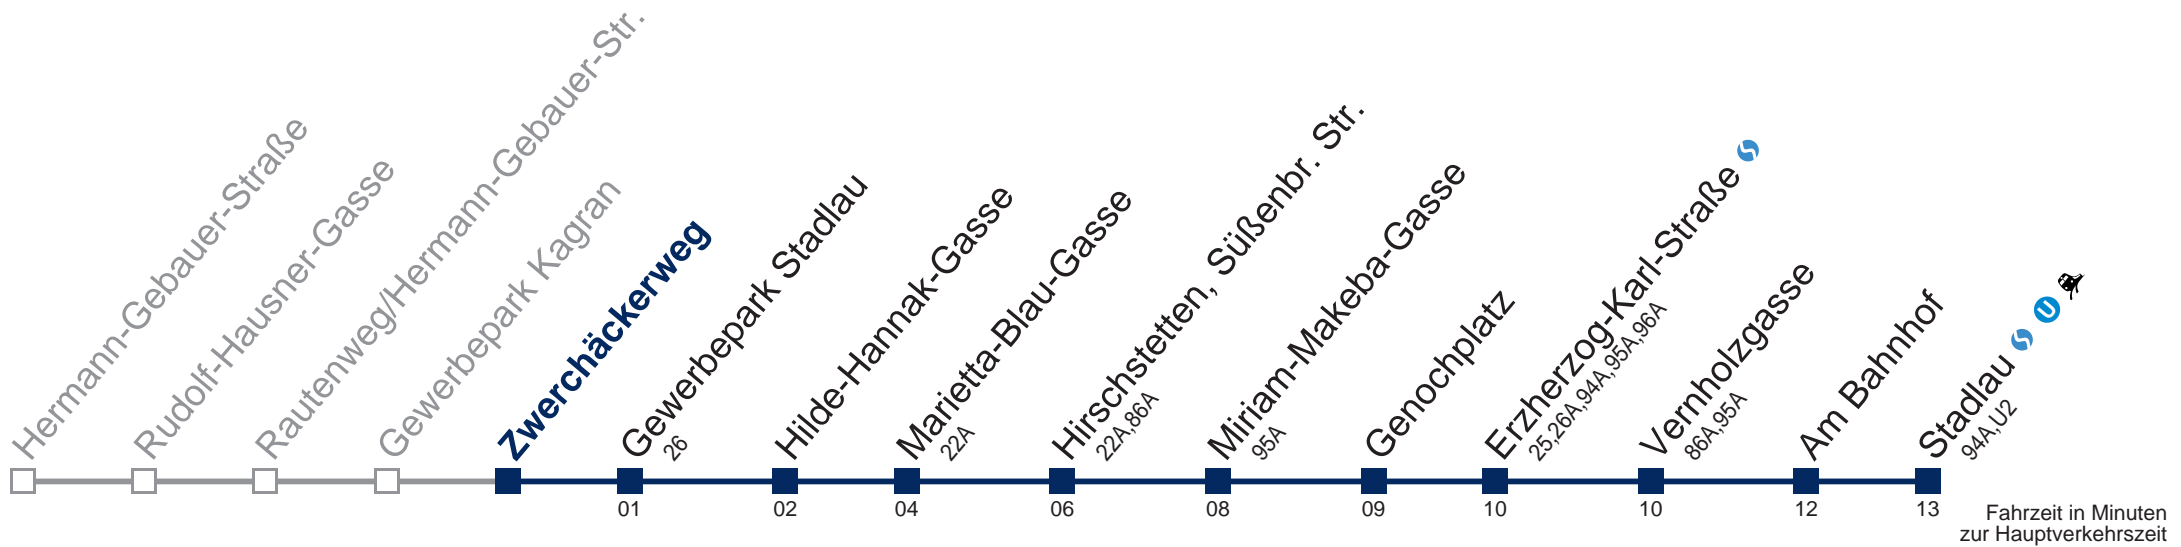 Hermann-Gebauer-Straße
Rudolf-Hausner-Gasse
Rautenweg/Hermann-Gebauer-Str.
Gewerbepark Kagran
Zwerchäckerweg
Gewerbepark Stadlau
26
Hilde-Hannak-Gasse
Marietta-Blau-Gasse
22A
Hirschstetten, Süßenbr. Str.
22A,86A
Miriam-Makeba-Gasse
95A
Genochplatz
Erzherzog-Karl-Straße S
25,26A,94A,95A,96A
Vernholzgasse
86A,95A
Am Bahnhof
Stadlau S U
94A,U2
01 02 04 06 08 09 10 10 12 13
Fahrzeit in Minuten
zur Hauptverkehrszeit